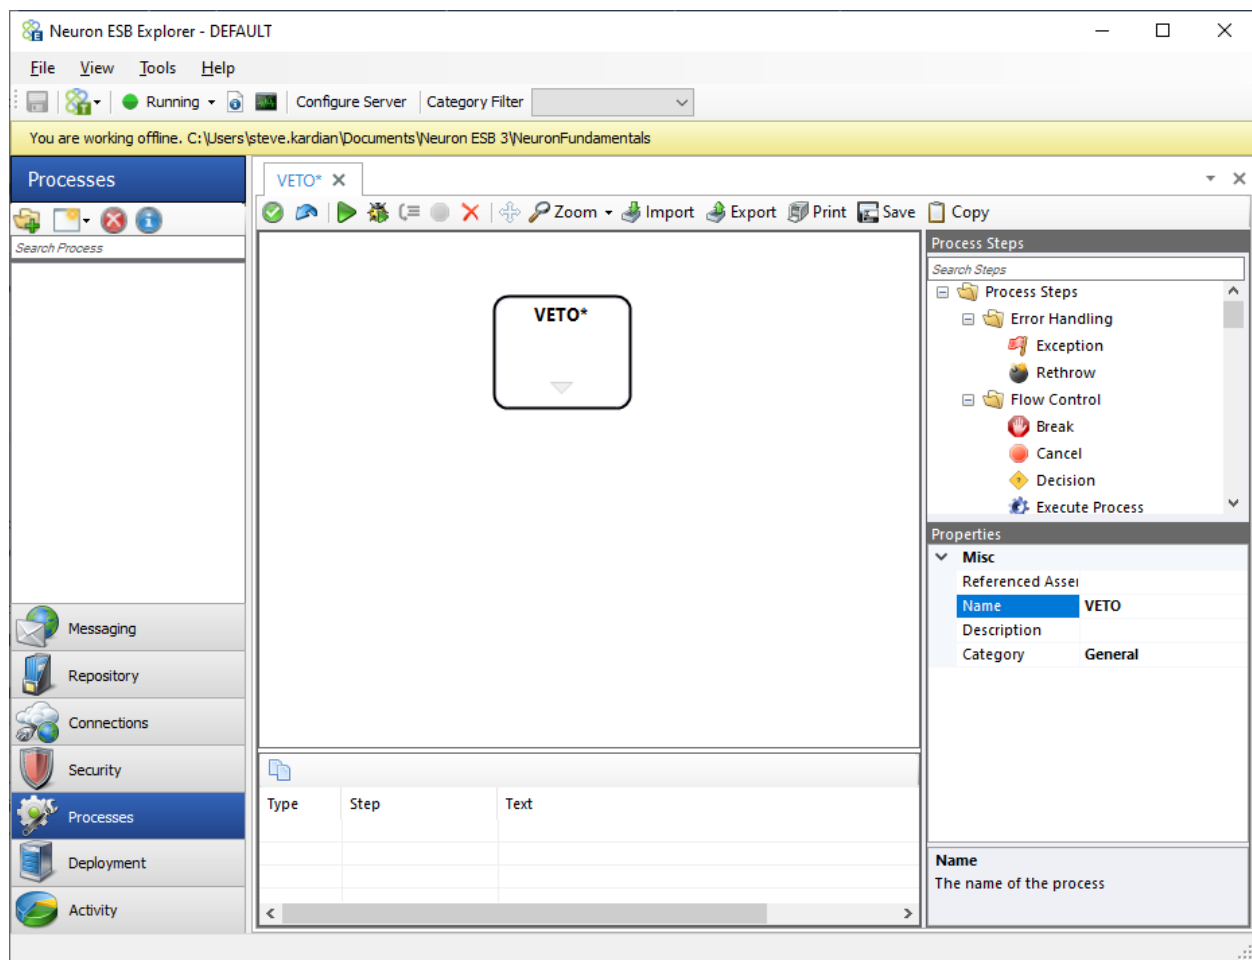 Neuron ESB Explorer - DEFAULT
File View Tools Help
Running Configure Server Category Filter
You are working offline. C:\Users\steve.kardian\Documents\Neuron ESB 3\NeuronFundamentals
Processes
Search Process
Messaging
Repository
Connections
Security
Processes
Deployment
Activity
VETO*
Zoom Import Export Print Save Copy
VETO*
Type Step Text
Process Steps
Search Steps
Process Steps
Error Handling
Exception
Rethrow
Flow Control
Break
Cancel
Decision
Execute Process
Properties
Misc
Referenced Asse
Name VETO
Description
Category General
Name
The name of the process